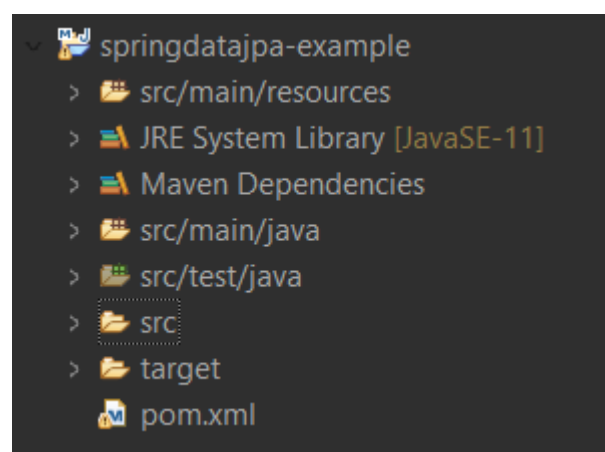 springdatajpa-example
src/main/resources
JRE System Library [JavaSE-11]
Maven Dependencies
src/main/java
src/test/java
src
target
pom.xml